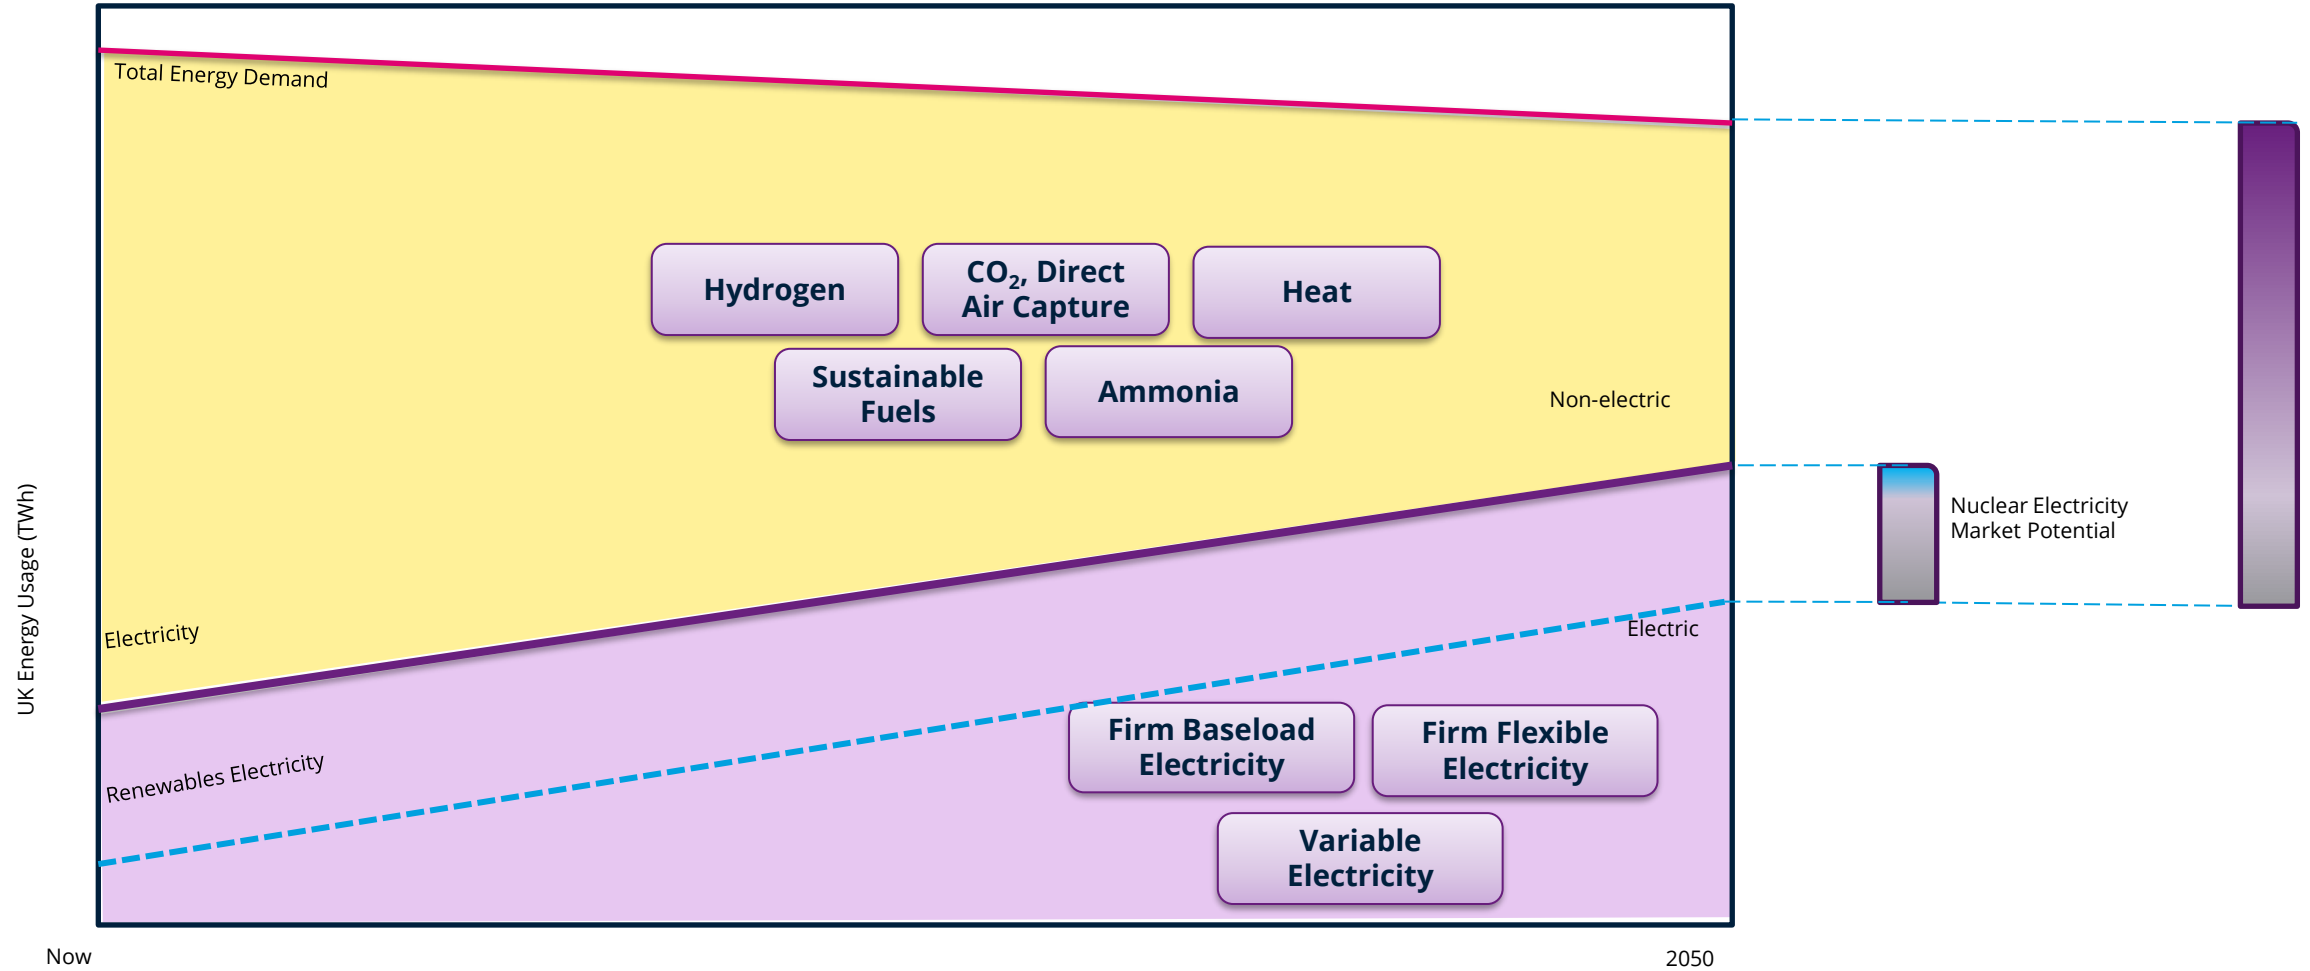 Total Energy Demand
Hydrogen
CO₂, Direct
Air Capture
Heat
Sustainable
Fuels
Ammonia
Non-electric
Nuclear Electricity
Market Potential
UK Energy Usage (TWh)
Electricity
Electric
Renewables Electricity
Firm Baseload
Electricity
Firm Flexible
Electricity
Variable
Electricity
Now
2050